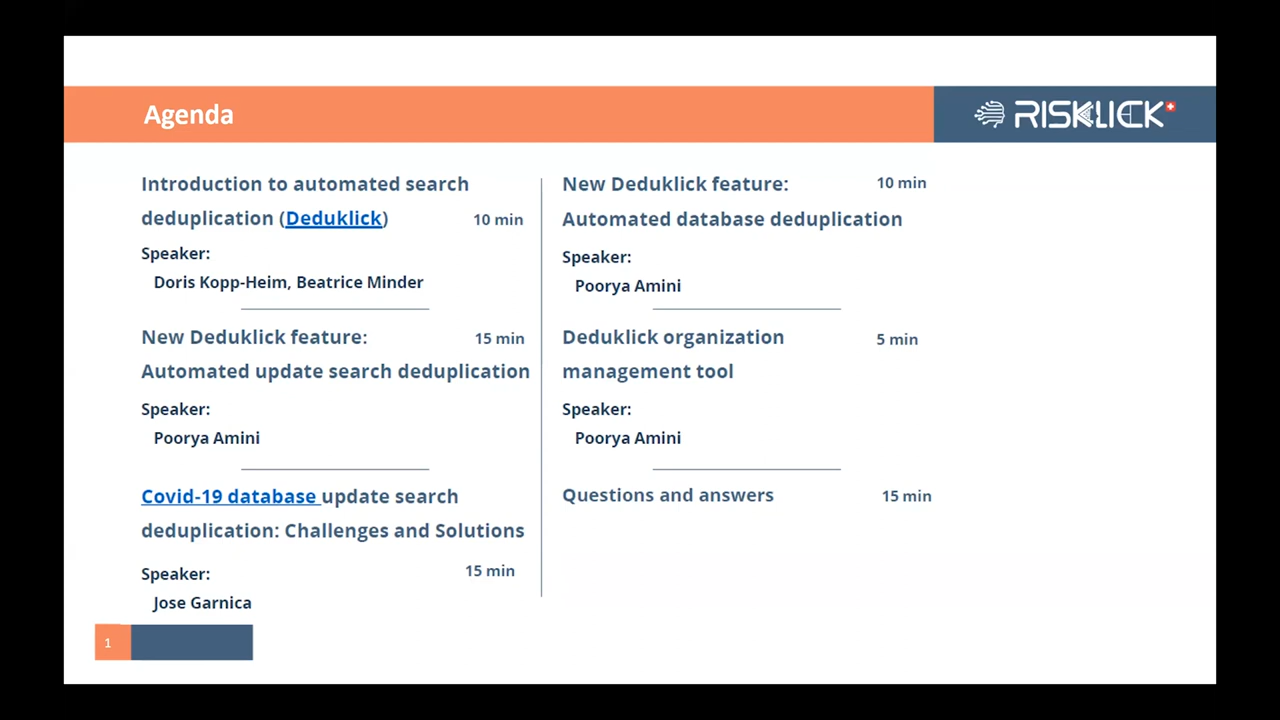 Agenda
RISKLICK
Introduction to automated search
deduplication (Deduklick) 10 min
Speaker:
Doris Kopp-Heim, Beatrice Minder
New Deduklick feature: 15 min
Automated update search deduplication
Speaker:
Poorya Amini
Covid-19 database update search
deduplication: Challenges and Solutions
Speaker: 15 min
Jose Garnica
New Deduklick feature: 10 min
Automated database deduplication
Speaker:
Poorya Amini
Deduklick organization 5 min
management tool
Speaker:
Poorya Amini
Questions and answers 15 min
1